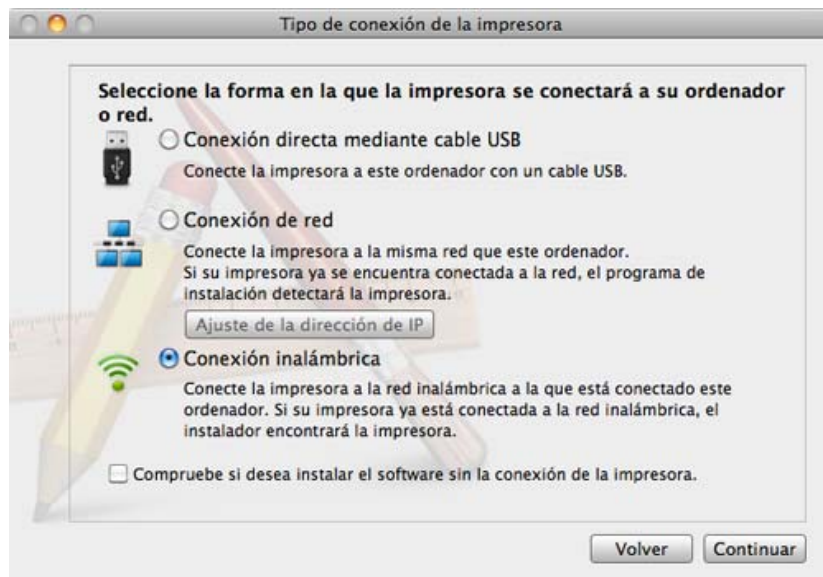 Tipo de conexión de la impresora
Seleccione la forma en la que la impresora se conectará a su ordenador
o red.
Conexión directa mediante cable USB
Conecte la impresora a este ordenador con un cable USB.
Conexión de red
Conecte la impresora a la misma red que este ordenador.
Si su impresora ya se encuentra conectada a la red, el programa de
instalación detectará la impresora.
Ajuste de la dirección de IP
Conexión inalámbrica
Conecte la impresora a la red inalámbrica a la que está conectado este
ordenador. Si su impresora ya está conectada a la red inalámbrica, el
instalador encontrará la impresora.
Compruebe si desea instalar el software sin la conexión de la impresora.
Volver
Continuar